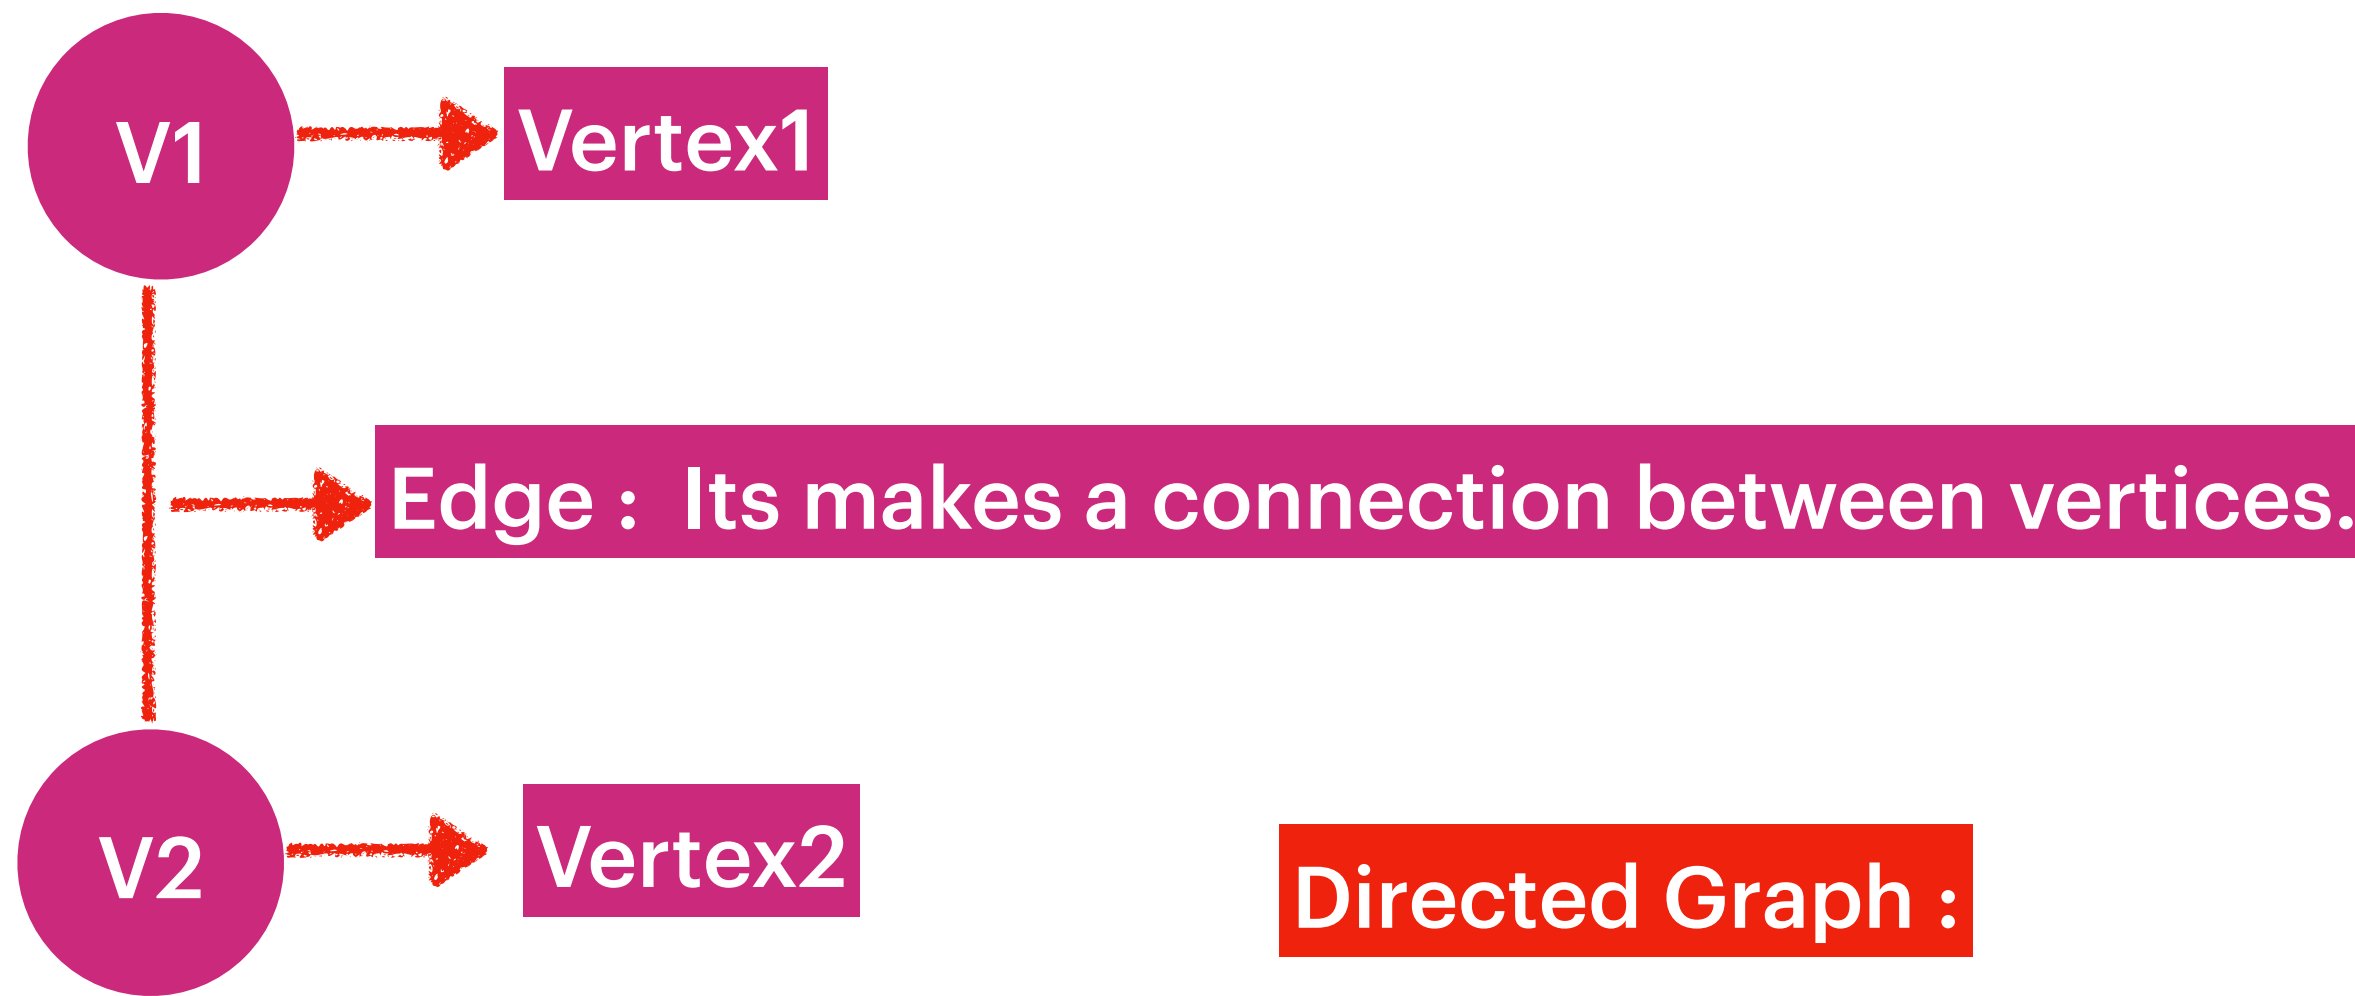 V1
Vertex1
Edge :  Its makes a connection between vertices.
V2
Vertex2
Directed Graph :